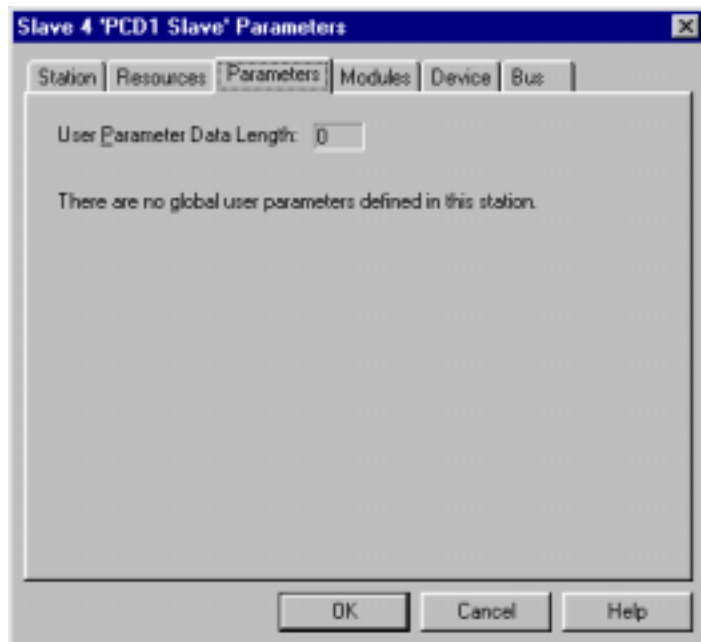 Slave 4 'PCD1 Slave' Parameters
Station Resources Parameters Modules Device Bus
User Parameter Data Length: 0
There are no global user parameters defined in this station.
OK Cancel Help